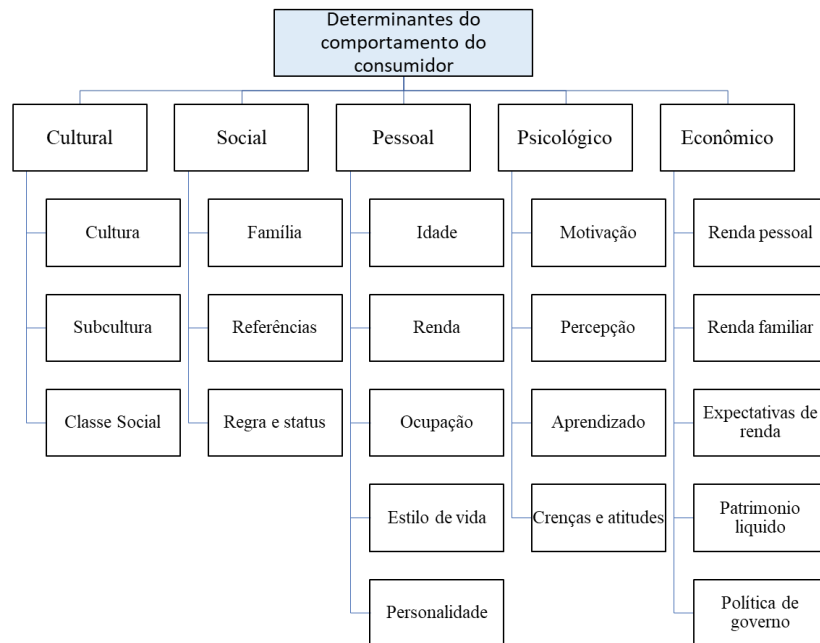 Determinantes do
comportamento do
consumidor
Cultural
Social
Pessoal
Psicológico
Econômico
Cultura
Família
Idade
Motivação
Renda pessoal
Subcultura
Referências
Renda
Percepção
Renda familiar
Classe Social
Regra e status
Ocupação
Aprendizado
Expectativas de
renda
Estilo de vida
Crenças e atitudes
Patrimonio
liquido
Personalidade
Política de
governo